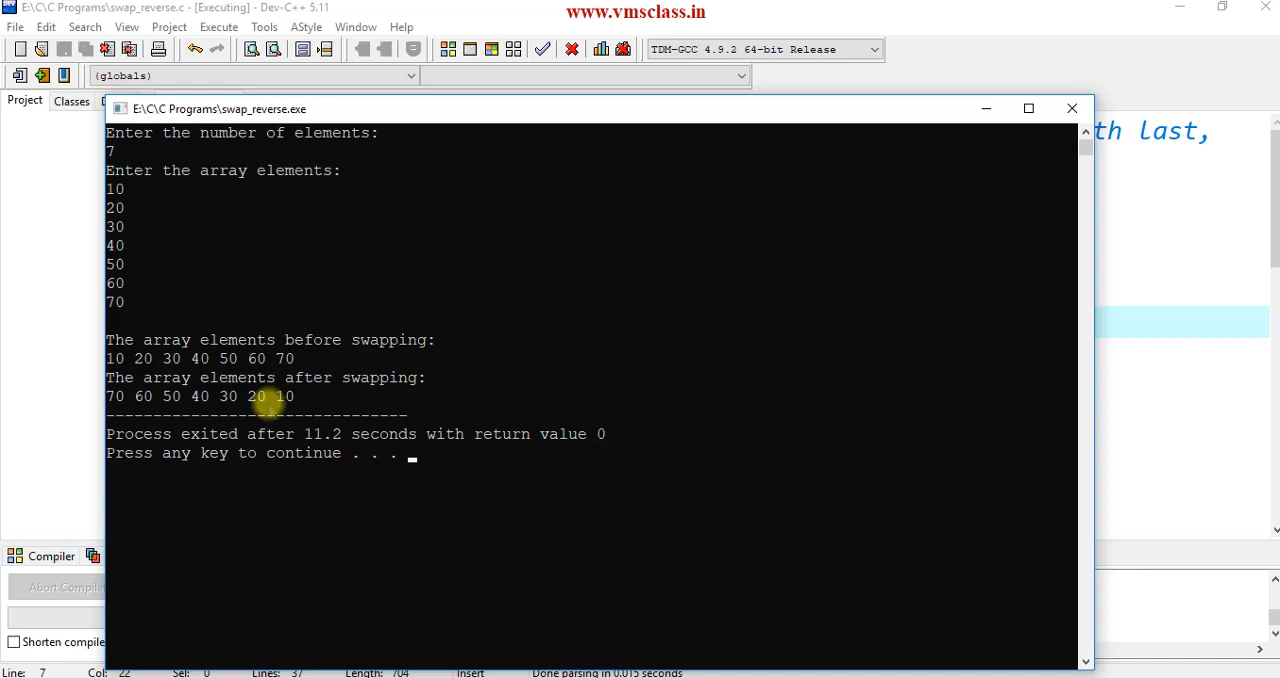 E:\C\C Programs\swap_reverse.c - [Executing] - Dev-C++ 5.11
www.vmsclass.in
File Edit Search View Project Execute Tools AStyle Window Help
TDM-GCC 4.9.2 64-bit Release
(globals)
Project Classes
E:\C\C Programs\swap_reverse.exe
th last,
Enter the number of elements:
7
Enter the array elements:
10
20
30
40
50
60
70
The array elements before swapping:
10 20 30 40 50 60 70
The array elements after swapping:
70 60 50 40 30 20 10
--------------------------------
Process exited after 11.2 seconds with return value 0
Press any key to continue . . .
Compiler
Abort Compila
Shorten compile
Line: 7 Col: 22 Sel: 0 Lines: 37 Length: 704 Insert Done parsing in 0.015 seconds